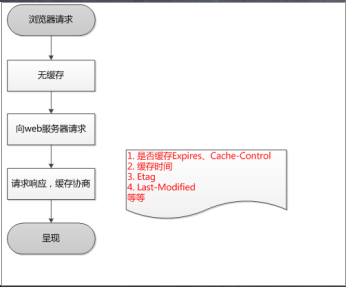 浏览器请求
无缓存
向web服务器请求
请求响应，缓存协商
呈现
1. 是否缓存Expires、Cache-Control
2. 缓存时间
3. Etag
4. Last-Modified
等等